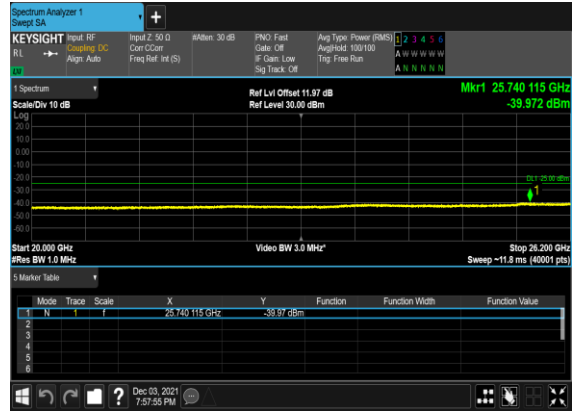 Spectrum Analyzer 1
Swept SA
KEYSIGHT Input: RF Input Z: 50 Ω #Atten: 30 dB PNO: Fast Avg Type: Power (RMS) 1 2 3 4 5 6
RL Coupling: DC Corr CCorr Gate: Off Avg|Hold: 100/100 A W W W W W
Align: Auto Freq Ref: Int (S) IF Gain: Low Trig: Free Run
Sig Track: Off A N N N N N
1 Spectrum
Ref Lvl Offset 11.97 dB Mkr1 25.740 115 GHz
Scale/Div 10 dB Ref Level 30.00 dBm -39.972 dBm
Log
20.0
10.0
0.00
-10.0
DL1 -25.00 dBm
-20.0
-30.0 1
-40.0
-50.0
-60.0
Start 20.000 GHz Video BW 3.0 MHz* Stop 26.200 GHz
#Res BW 1.0 MHz Sweep ~11.8 ms (40001 pts)
5 Marker Table
Mode Trace Scale X Y Function Function Width Function Value
1 N 1 f 25.740 115 GHz -39.97 dBm
2
3
4
5
6
? Dec 03, 2021
7:57:55 PM